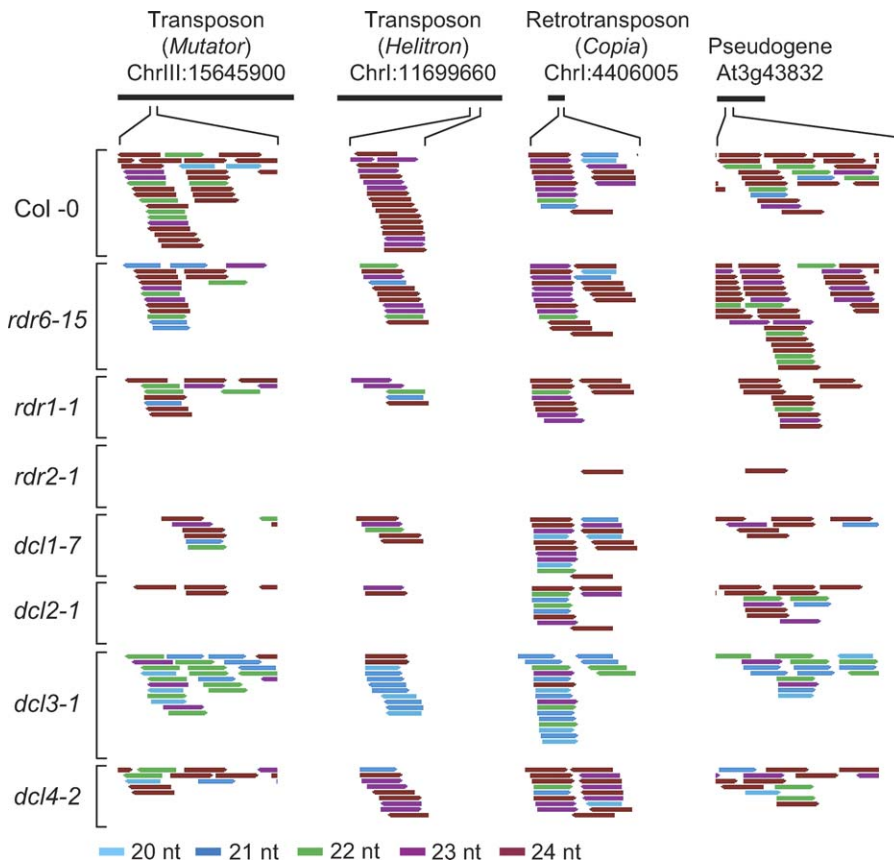 Transposon
(Mutator)
ChrIII:15645900
Transposon
(Helitron)
ChrI:11699660
Retrotransposon
(Copia)
ChrI:4406005
Pseudogene
At3g43832
Col -0
rdr6-15
rdr1-1
rdr2-1
dcl1-7
dcl2-1
dcl3-1
dcl4-2
20 nt 21 nt 22 nt 23 nt 24 nt